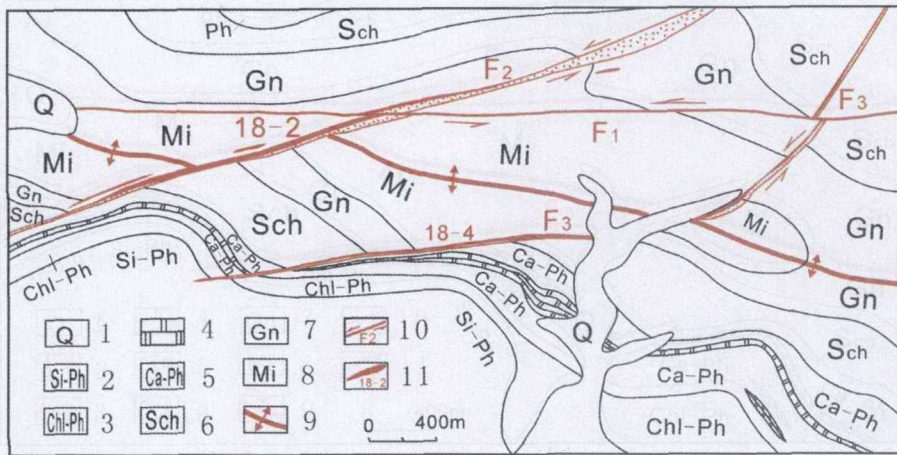 Ph Sch
Gn F2 Gn Sch
Q F3
18-2 F1
Mi Mi Mi Sch
Gn Mi
Sch Gn Mi Gn
Sch 18-4 F3
Ca-Ph Ca-Ph Ca-Ph Gn
Si-Ph Chl-Ph Ca-Ph
Chl-Ph Si-Ph Q Sch
Ca-Ph Ca-Ph
Chl-Ph
Q 1 4 Gn 7 F2 10
Si-Ph 2 Ca-Ph 5 Mi 8 18-2 11
Chl-Ph 3 Sch 6 9 0 400m